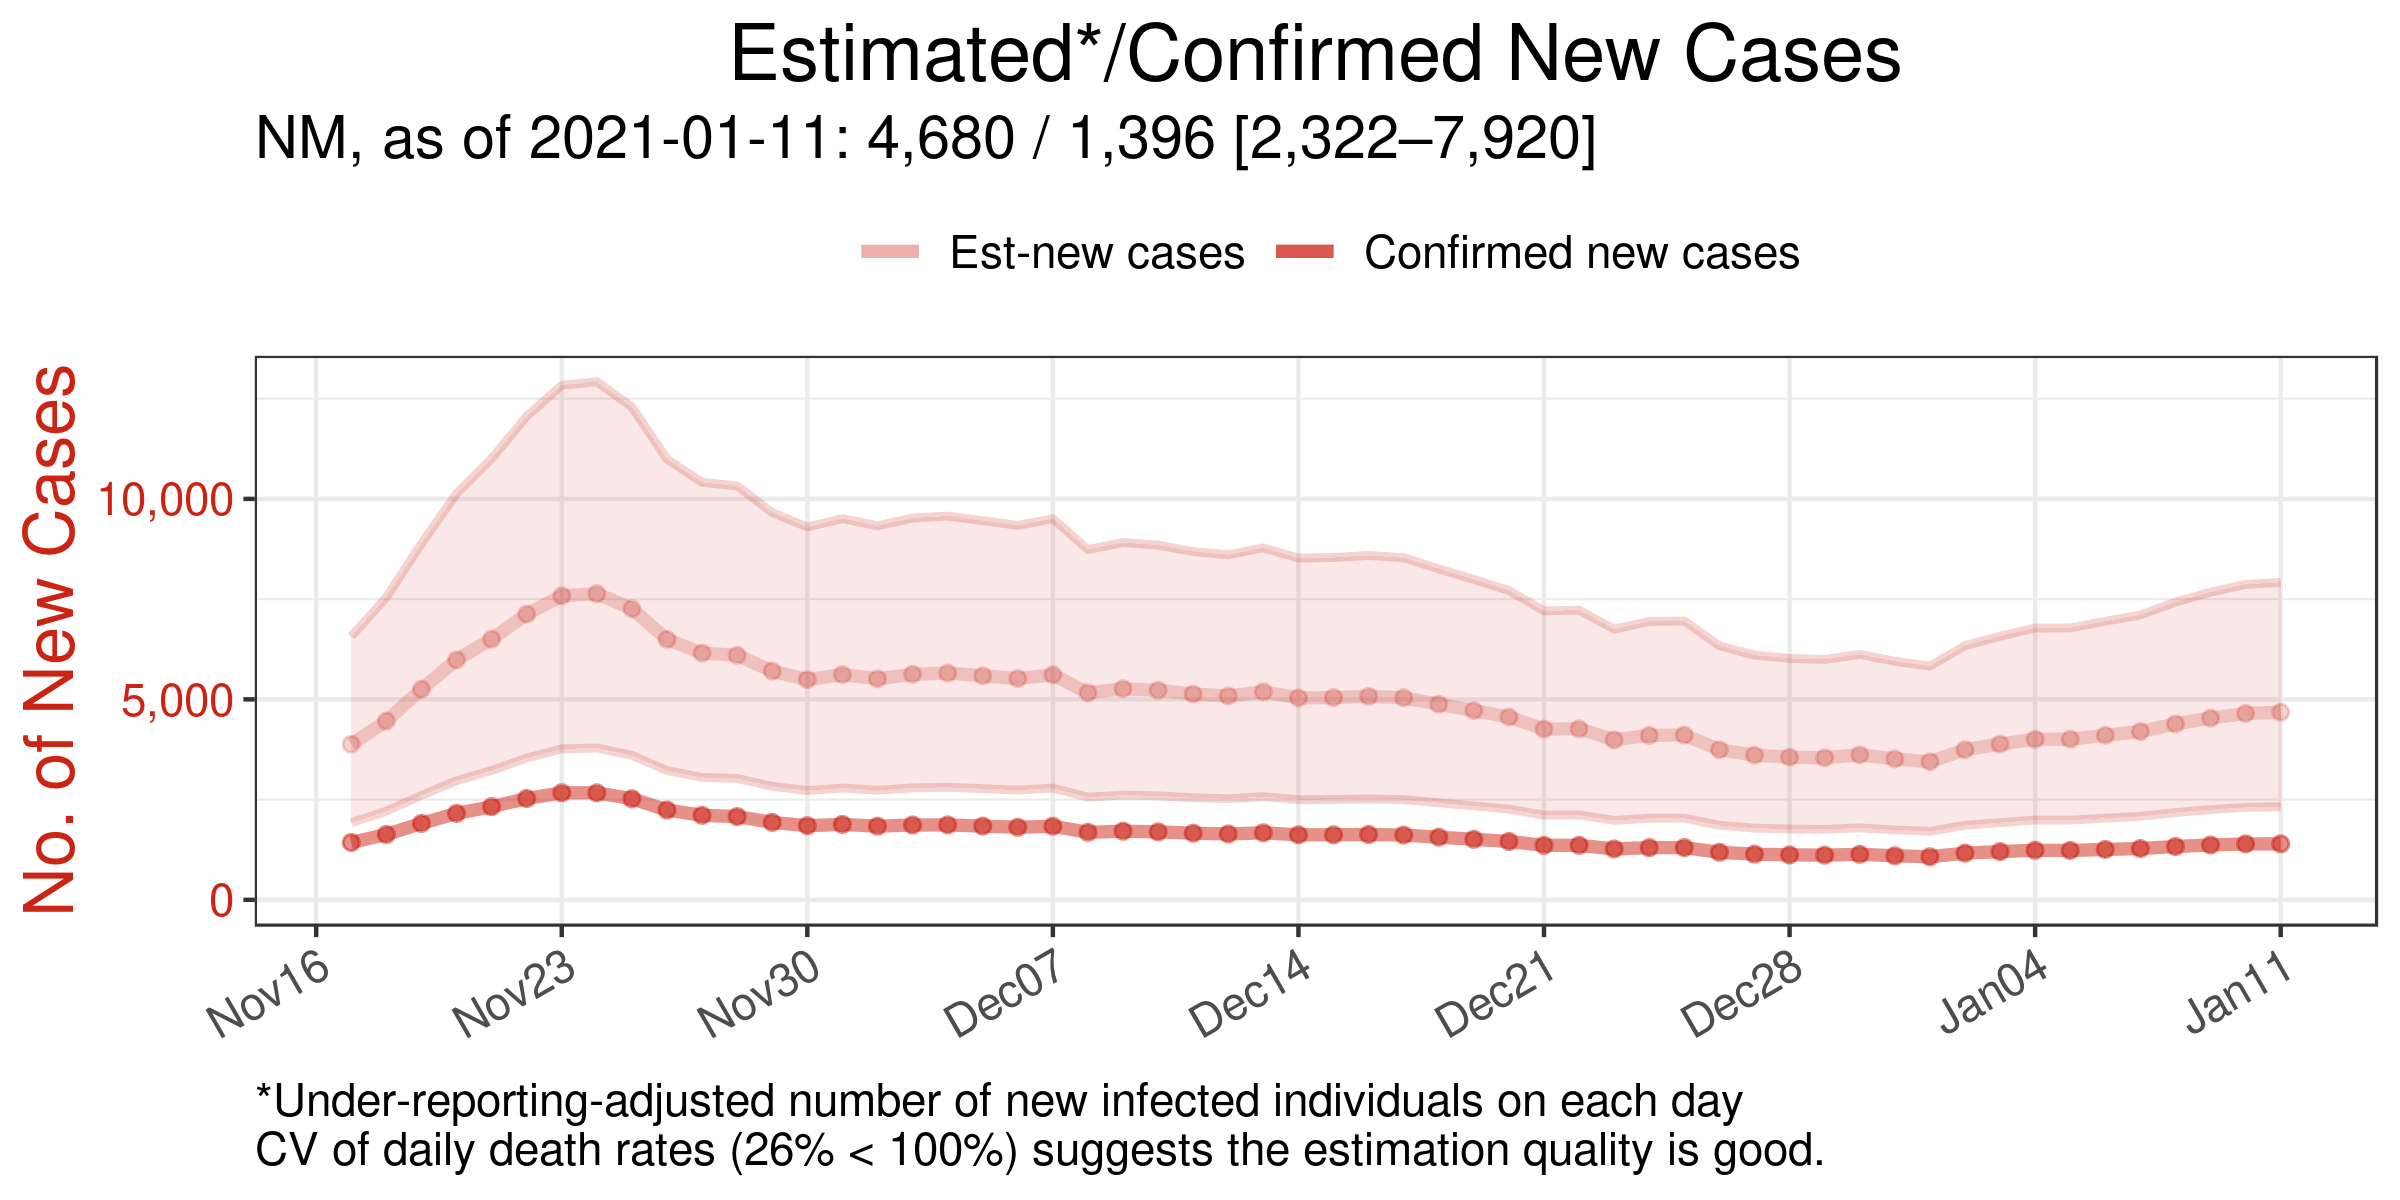 Estimated*/Confirmed New Cases
NM, as of 2021-01-11: 4,680 / 1,396 [2,322–7,920]
Est-new cases
Confirmed new cases
No. of New Cases
10,000
5,000
0
Nov16
Nov23
Nov30
Dec07
Dec14
Dec21
Dec28
Jan04
Jan11
*Under-reporting-adjusted number of new infected individuals on each day
CV of daily death rates (26% < 100%) suggests the estimation quality is good.